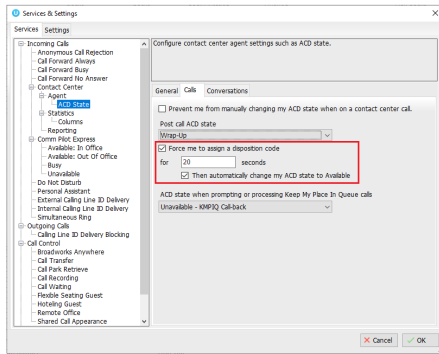 Services & Settings
Services Settings
Incoming Calls
Anonymous Call Rejection
Call Forward Always
Call Forward Busy
Call Forward No Answer
Contact Center
Agent
ACD State
Statistics
Columns
Reporting
Comm Pilot Express
Available: In Office
Available: Out Of Office
Busy
Unavailable
Do Not Disturb
Personal Assistant
External Calling Line ID Delivery
Internal Calling Line ID Delivery
Simultaneous Ring
Outgoing Calls
Calling Line ID Delivery Blocking
Call Control
Broadworks Anywhere
Call Transfer
Call Park Retrieve
Call Recording
Call Waiting
Flexible Seating Guest
Hoteling Guest
Remote Office
Shared Call Appearance
Configure contact center agent settings such as ACD state.
General Calls Conversations
Prevent me from manually changing my ACD state when on a contact center call.
Post call ACD state
Wrap-Up
Force me to assign a disposition code
for 20 seconds
Then automatically change my ACD state to Available
ACD state when prompting or processing Keep My Place In Queue calls
Unavailable - KMPIQ Call-back
Cancel OK